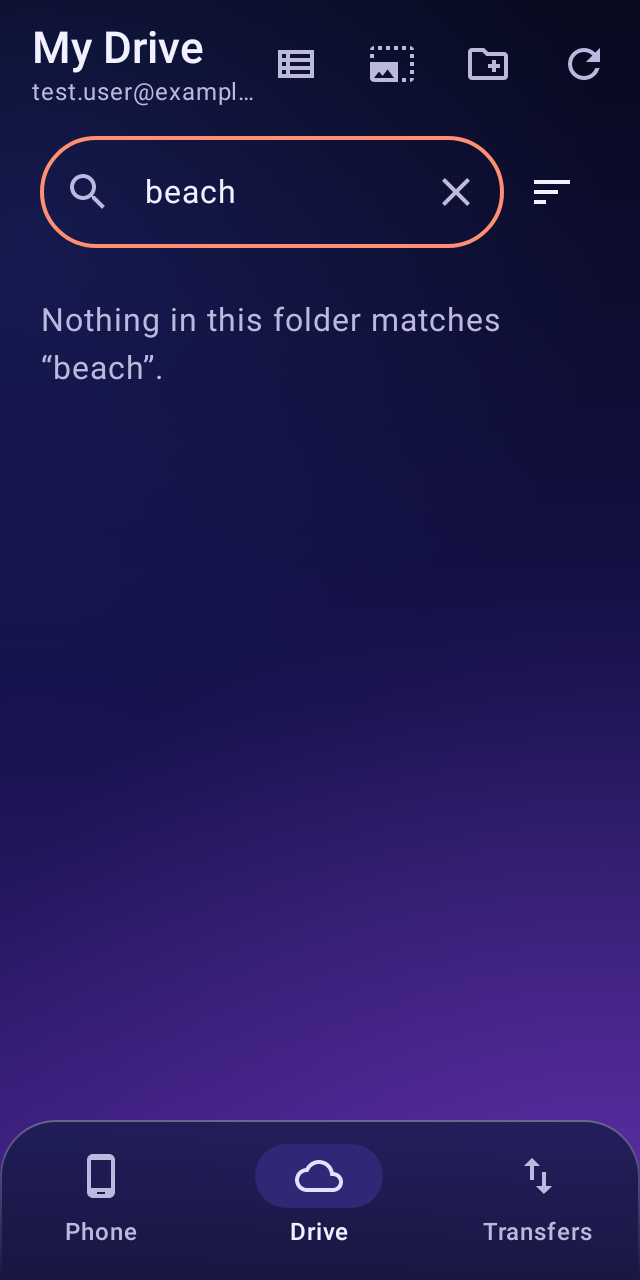 My Drive
test.user@exampl…
beach
Nothing in this folder matches
“beach”.
Phone
Drive
Transfers